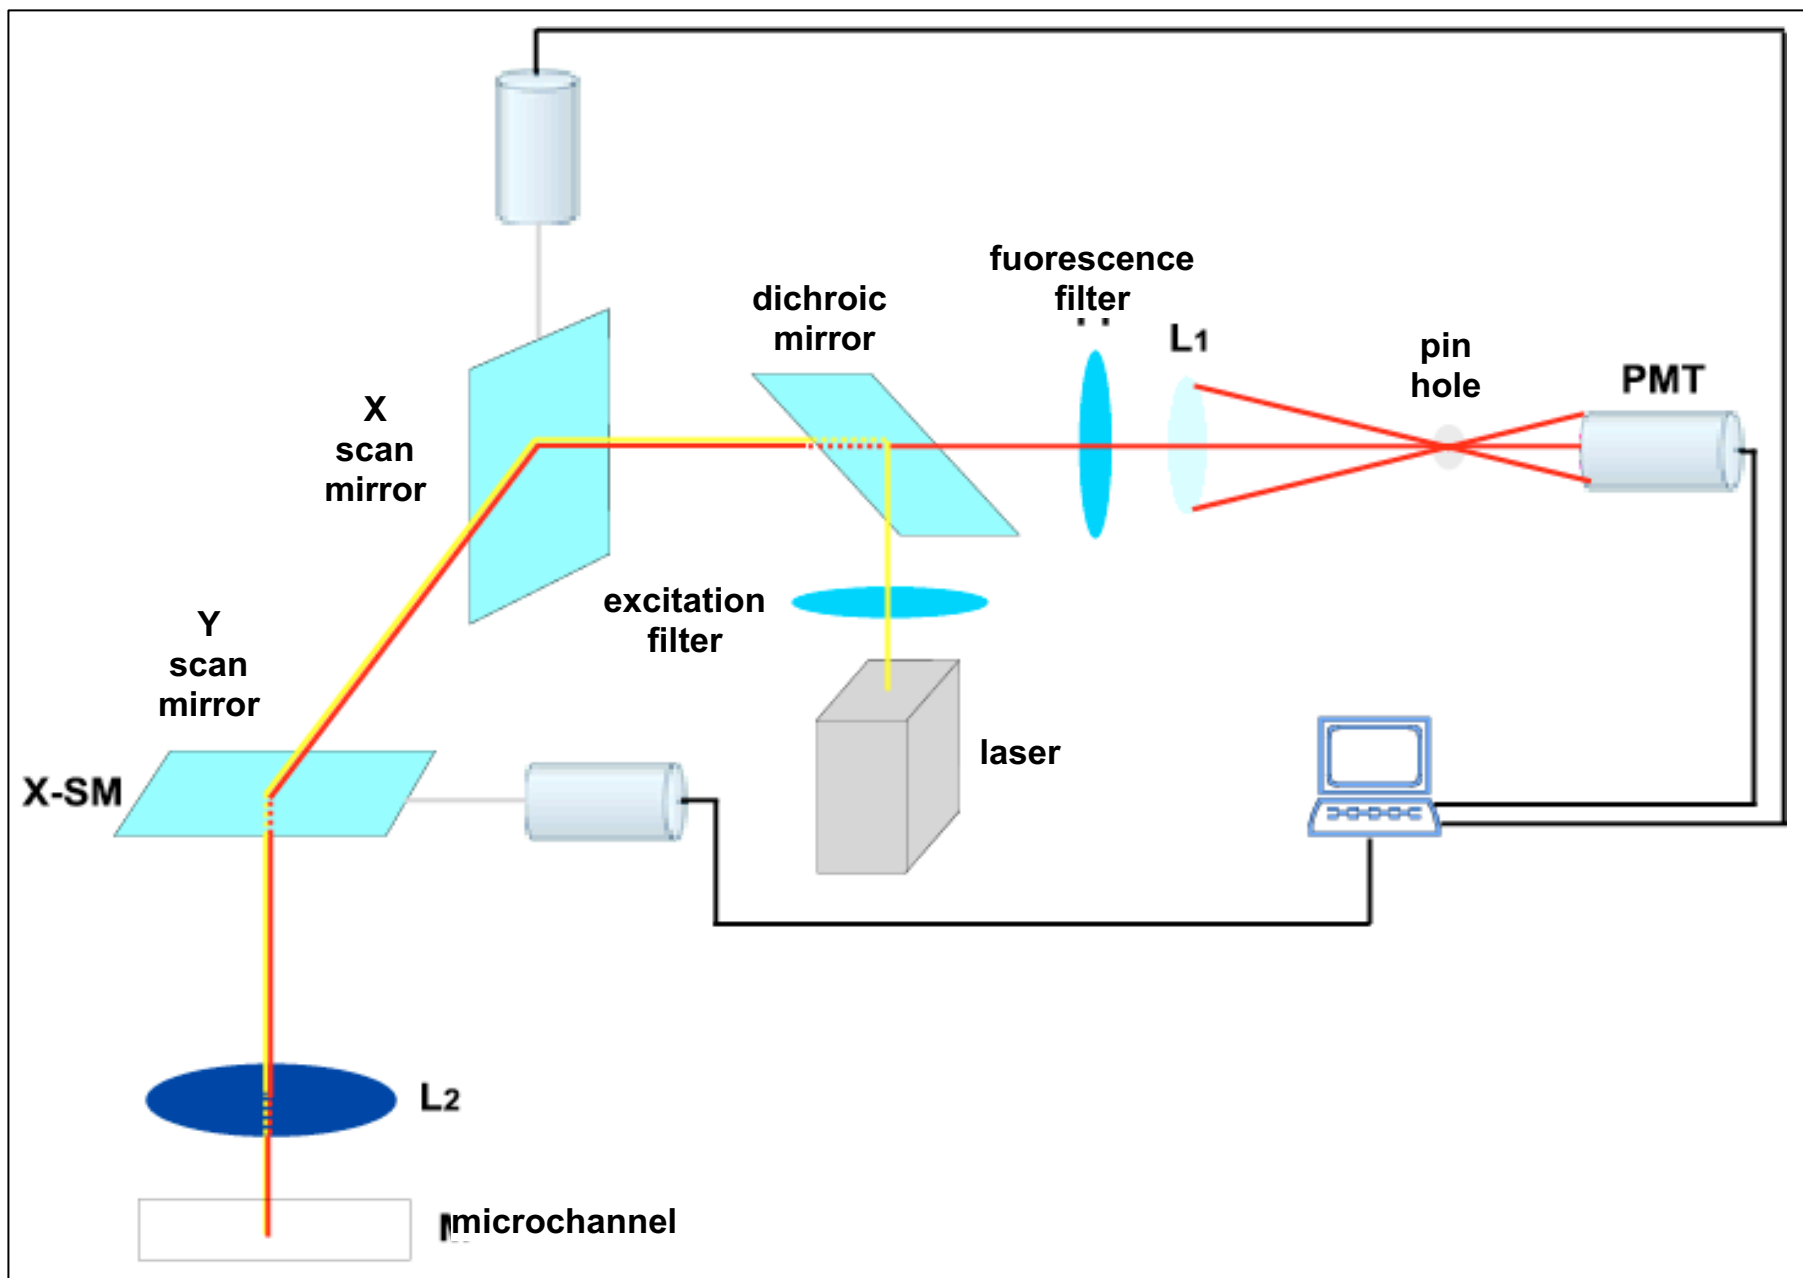 fuorescence
filter
dichroic
mirror
L1
pin
hole
PMT
X
scan
mirror
excitation
filter
Y
scan
mirror
laser
X-SM
L2
microchannel